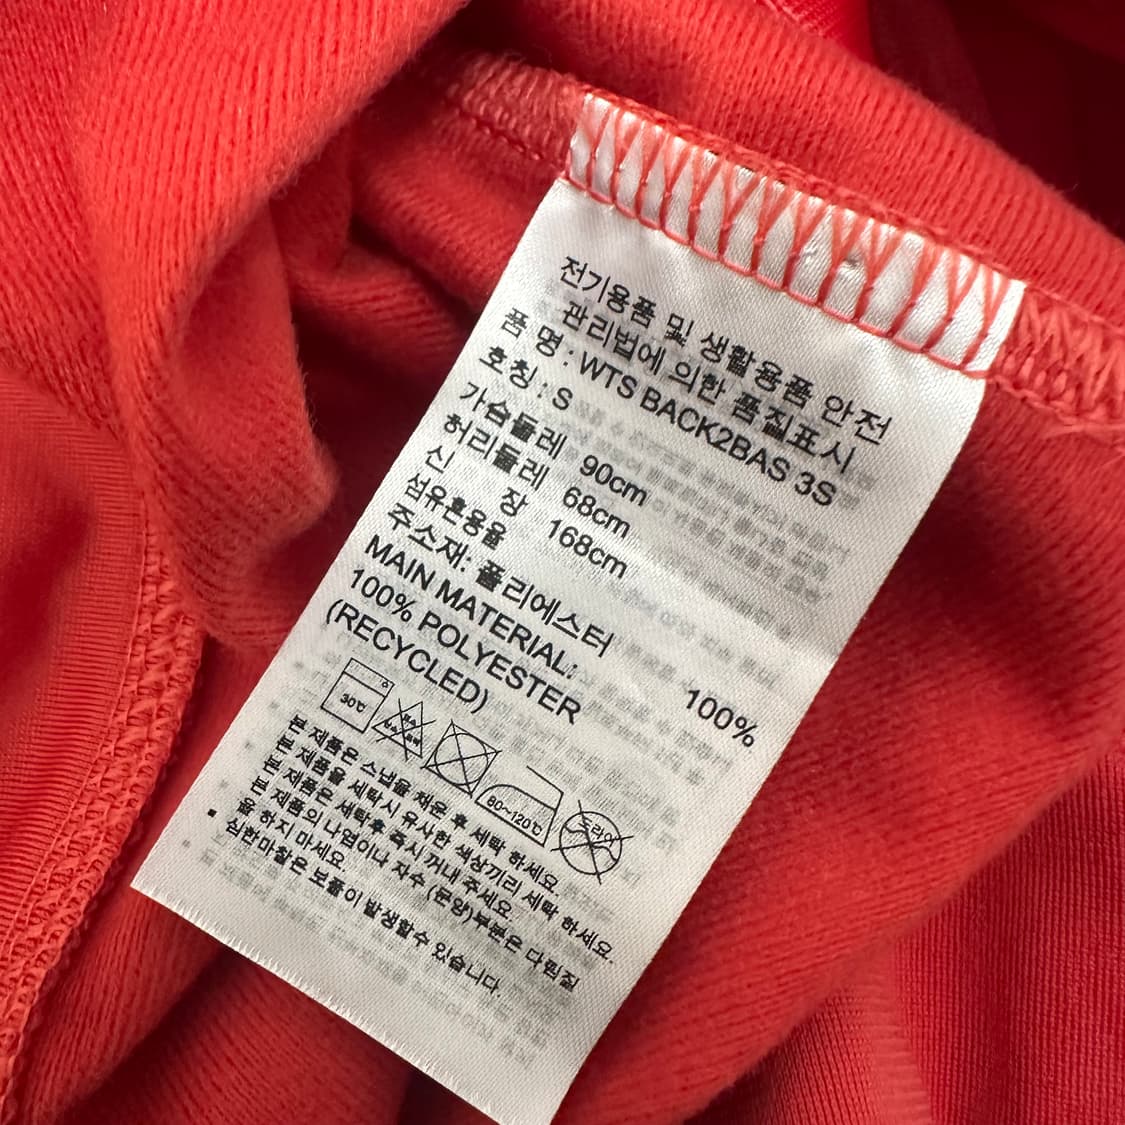 전기용품 및 생활용품 안전
관리법에 의한 품질표시
품 명 : WTS BACK2BAS 3S
호칭 : S
가슴둘레 90cm
허리둘레 68cm
신 장 168cm
섬유혼용율
주소재: 폴리에스터 100%
MAIN MATERIAL:
100% POLYESTER
(RECYCLED)
30℃
80~120℃
드라이
본 제품은 스냅을 채운 후 세탁 하세요.
본 제품을 세탁시 유사한 색상끼리 세탁 하세요.
본 제품은 세탁후 즉시 꺼내 주세요.
본 제품의 나염이나 자수 (문양)부분은 다림질
을 하지 마세요.
심한마찰은 보풀이 발생할수 있습니다.